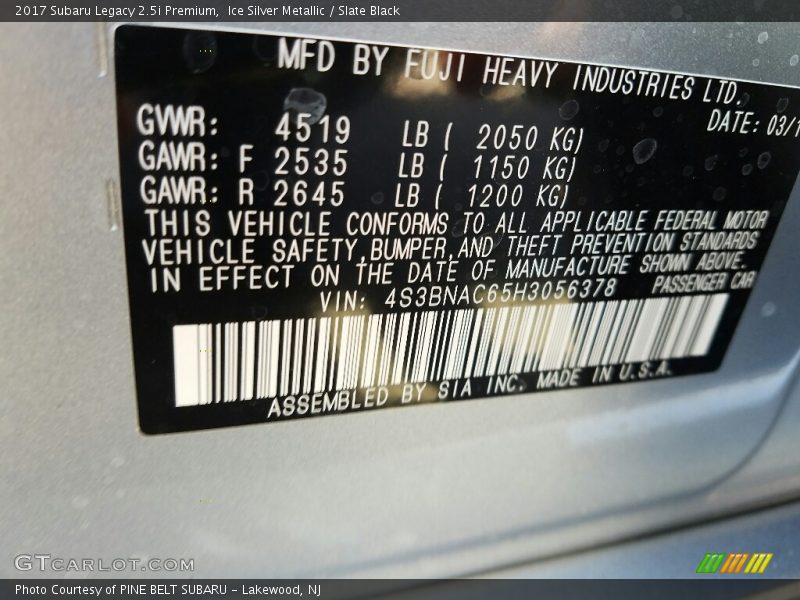 2017 Subaru Legacy 2.5i Premium,  Ice Silver Metallic / Slate Black
MFD BY FUJI HEAVY INDUSTRIES LTD.
DATE: 03/1
GVWR: 4519 LB ( 2050 KG)
GAWR: F 2535 LB ( 1150 KG)
GAWR: R 2645 LB ( 1200 KG)
THIS VEHICLE CONFORMS TO ALL APPLICABLE FEDERAL MOTOR
VEHICLE SAFETY,BUMPER,AND THEFT PREVENTION STANDARDS
IN EFFECT ON THE DATE OF MANUFACTURE SHOWN ABOVE.
PASSENGER CAR
VIN: 4S3BNAC65H3056378
ASSEMBLED BY SIA INC. MADE IN U.S.A.
GTCARLOT.COM
Photo Courtesy of PINE BELT SUBARU - Lakewood, NJ